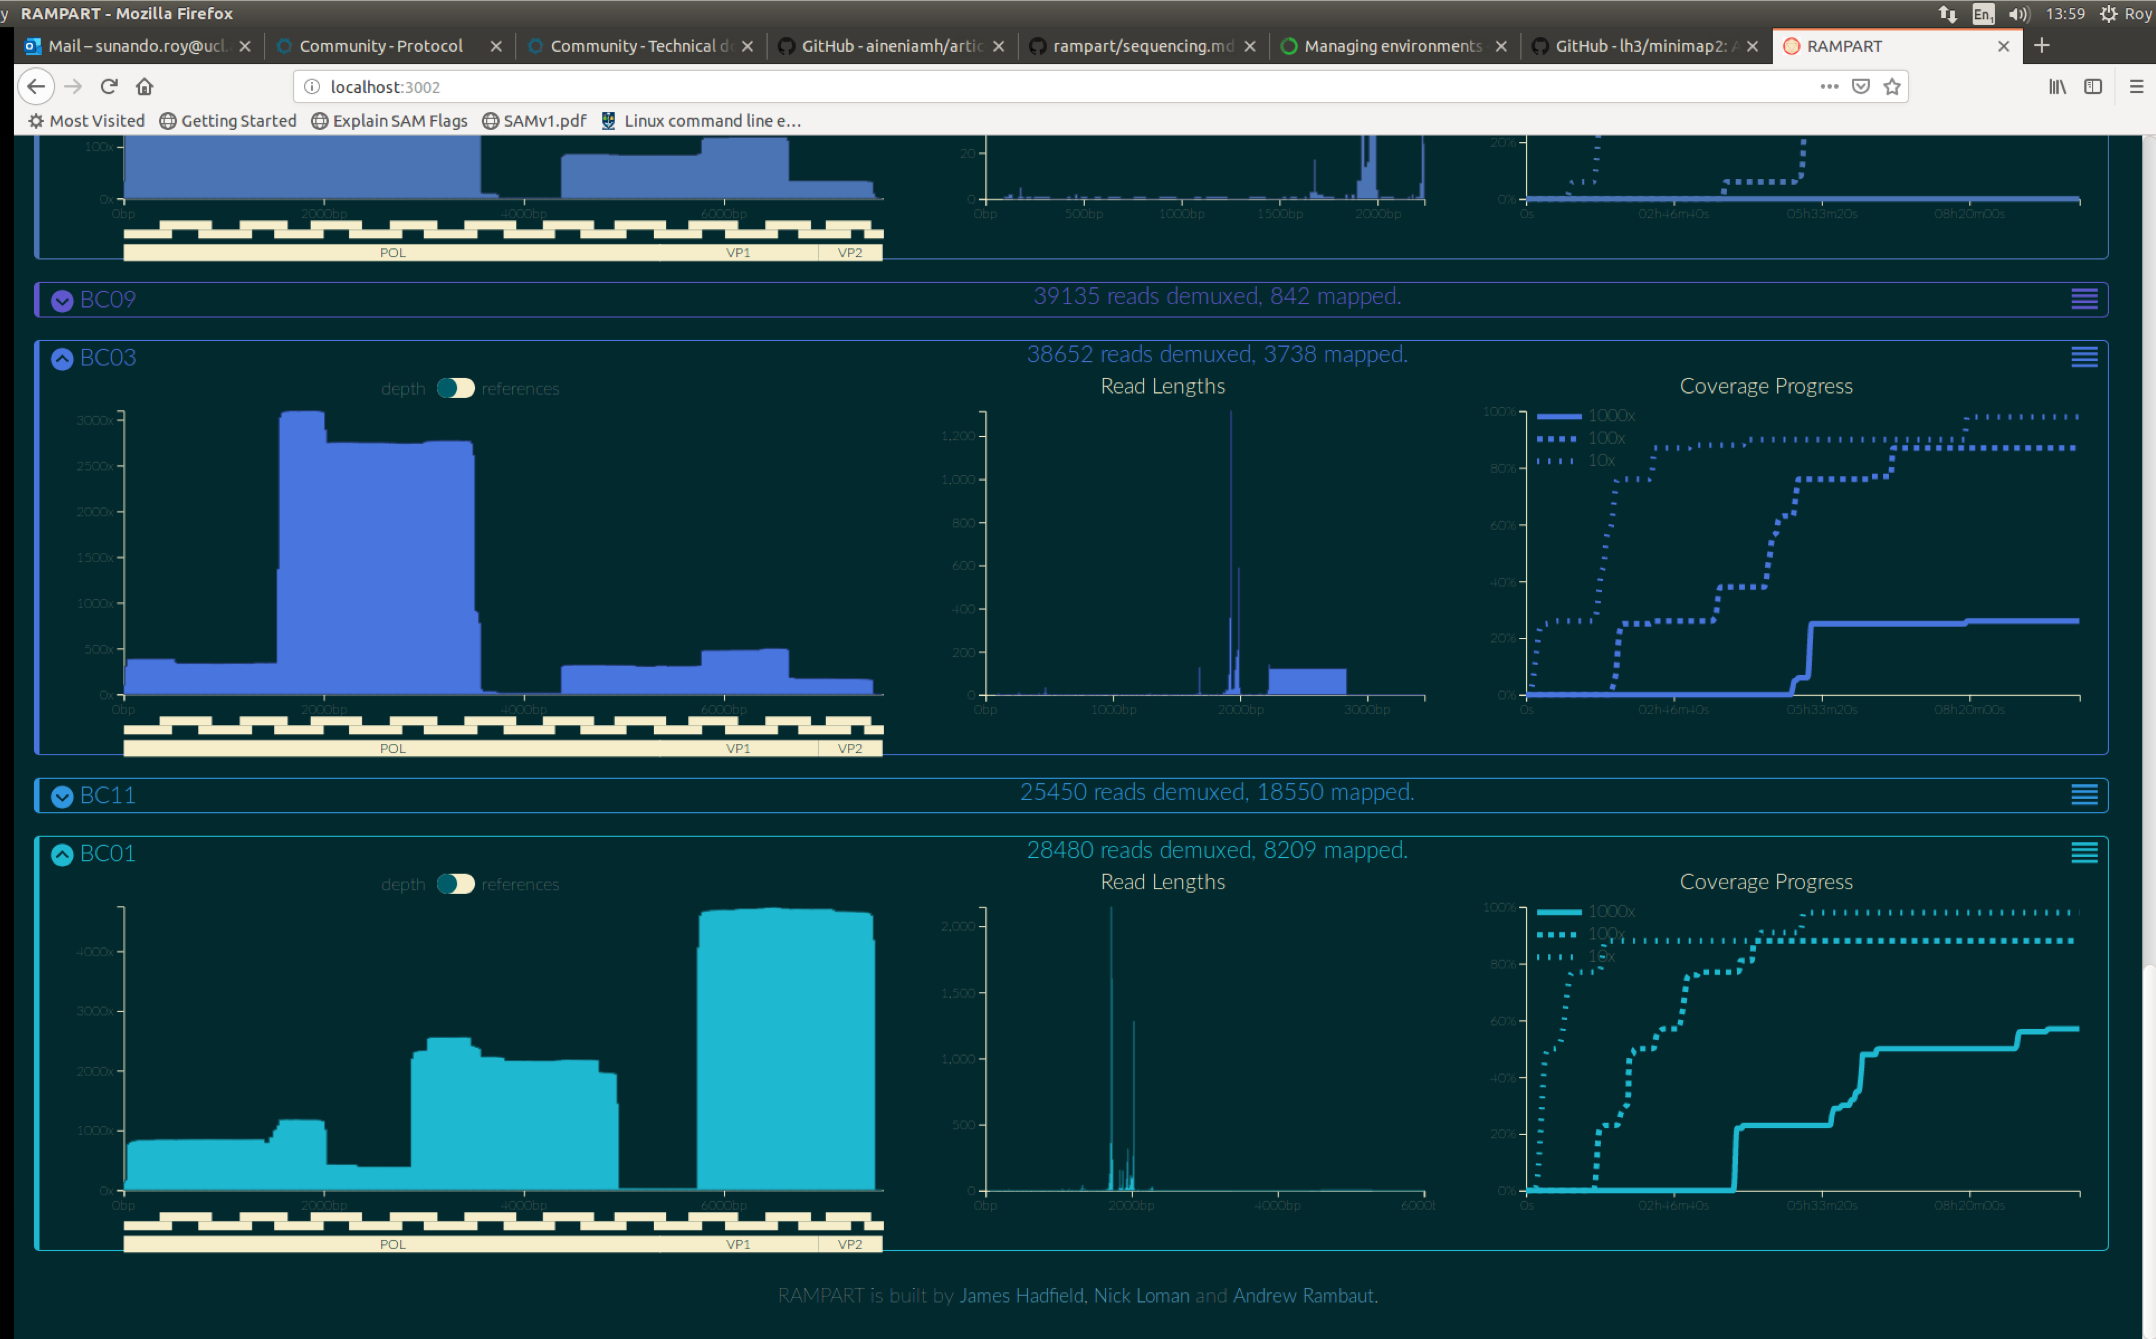 y RAMPART - Mozilla Firefox En1 13:59 Roy
Mail – sunando.roy@ucl. Community - Protocol Community - Technical do GitHub - aineniamh/artic rampart/sequencing.md Managing environments GitHub - lh3/minimap2: A RAMPART
localhost:3002
Most Visited Getting Started Explain SAM Flags SAMv1.pdf Linux command line e...
100x 20 20%
0x 0 0%
0bp 2000bp 4000bp 6000bp 0bp 500bp 1000bp 1500bp 2000bp 0s 02h46m40s 05h33m20s 08h20m00s
POL VP1 VP2
BC09 39135 reads demuxed, 842 mapped.
BC03 38652 reads demuxed, 3738 mapped.
depth references Read Lengths Coverage Progress
3000x
2500x
2000x
1500x
1000x
500x
0x
0bp 2000bp 4000bp 6000bp
POL VP1 VP2
1,200
1,000
800
600
400
200
0
0bp 1000bp 2000bp 3000bp
100%
80%
60%
40%
20%
0%
1000x
100x
10x
0s 02h46m40s 05h33m20s 08h20m00s
BC11 25450 reads demuxed, 18550 mapped.
BC01 28480 reads demuxed, 8209 mapped.
depth references Read Lengths Coverage Progress
4000x
3000x
2000x
1000x
0x
0bp 2000bp 4000bp 6000bp
POL VP1 VP2
2,000
1,500
1,000
500
0
0bp 2000bp 4000bp 6000t
100%
80%
60%
40%
20%
0%
1000x
100x
10x
0s 02h46m40s 05h33m20s 08h20m00s
RAMPART is built by James Hadfield, Nick Loman and Andrew Rambaut.